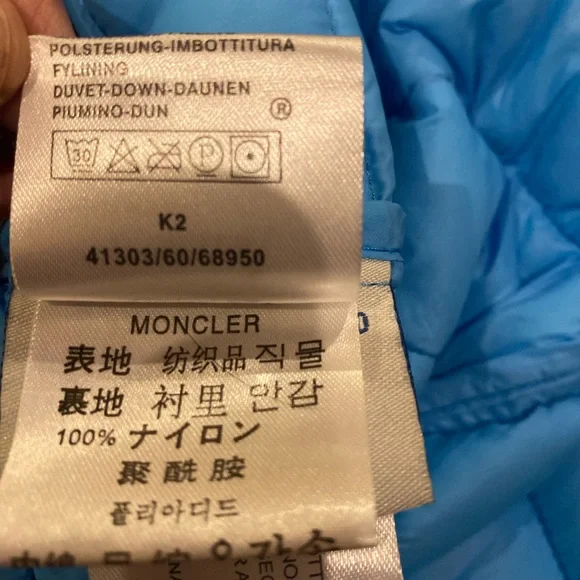 POLSTERUNG-IMBOTTITURA
FYLINING
DUVET-DOWN-DAUNEN
PIUMINO-DUN ®
30 P
K2
41303/60/68950
MONCLER
表地 纺织品 직물
裏地 衬里 안감
100% ナイロン
聚酰胺
폴리아디드